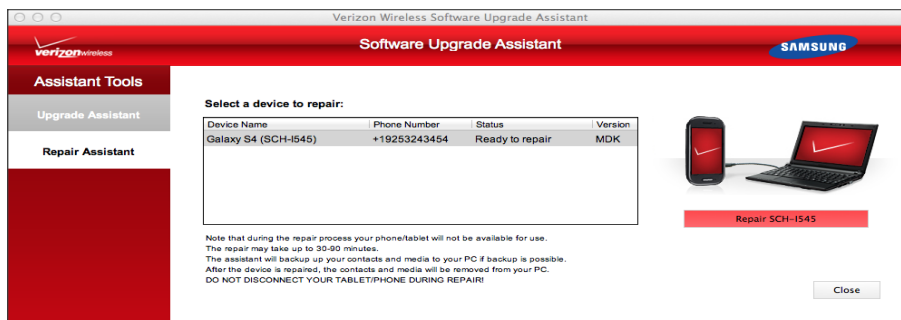 Verizon Wireless Software Upgrade Assistant
verizonwireless
Software Upgrade Assistant
SAMSUNG
Assistant Tools
Upgrade Assistant
Repair Assistant
Select a device to repair:
Device Name Phone Number Status Version
Galaxy S4 (SCH-I545) +19253243454 Ready to repair MDK
Repair SCH-I545
Note that during the repair process your phone/tablet will not be available for use.
The repair may take up to 30-90 minutes.
The assistant will backup up your contacts and media to your PC if backup is possible.
After the device is repaired, the contacts and media will be removed from your PC.
DO NOT DISCONNECT YOUR TABLET/PHONE DURING REPAIR!
Close